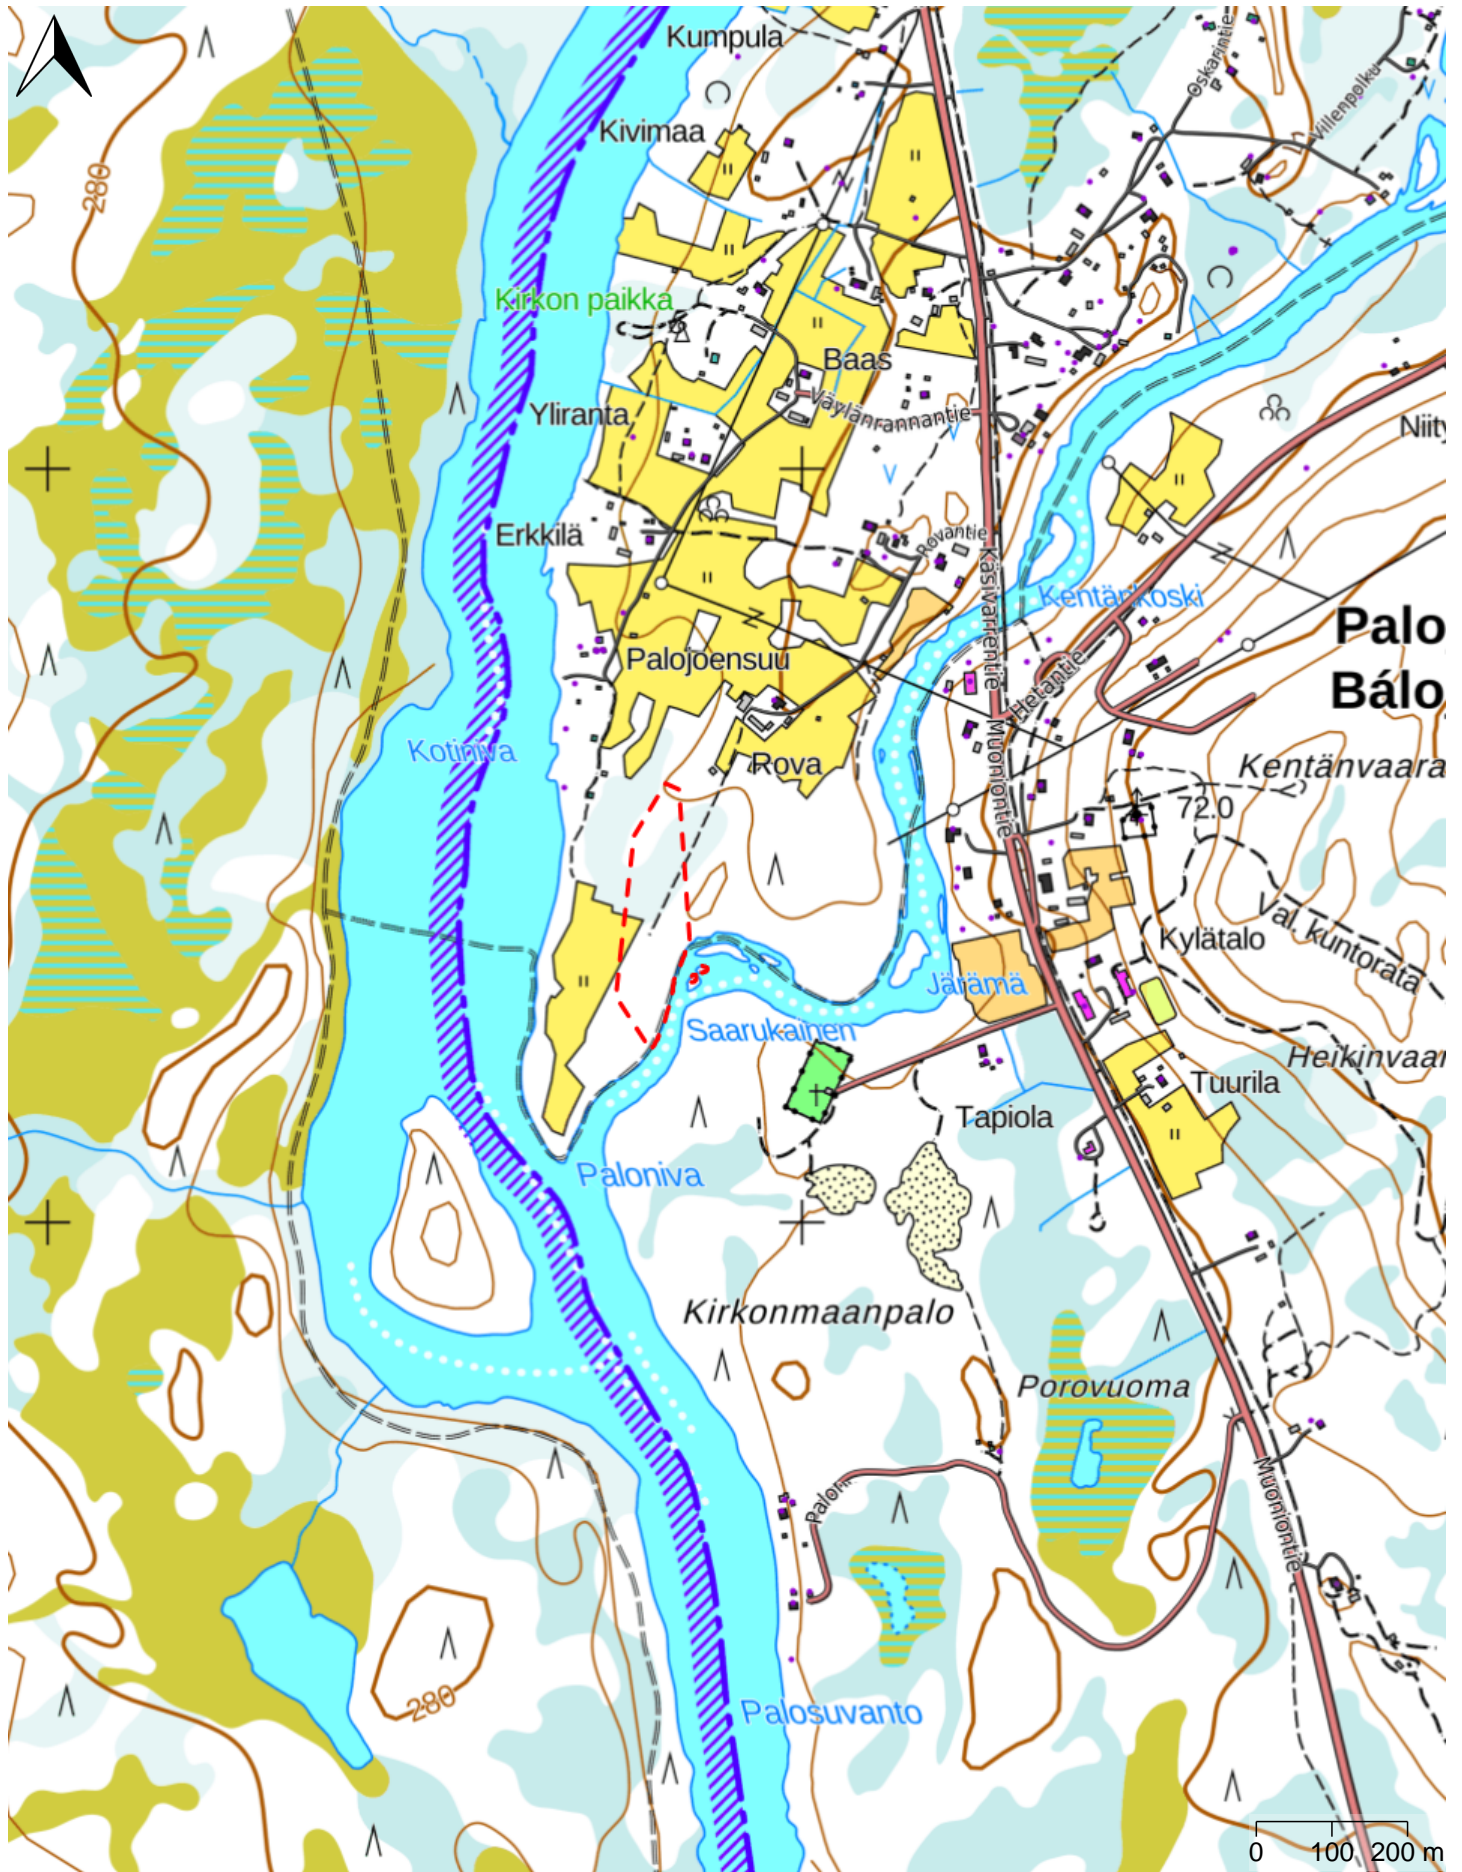 Kumpula
Oskarintie
Kivimaa
Villenpolku
280
Kirkon paikka
Baas
Yliranta
Väylänrannantie
Niity
Erkkilä
Rovantie
Käsivarrentie
Kentänkoski
Palo
Palojoensuu
Hetantie
Bálo
Kotiniva
Rova
Muoniontie
Kentänvaara
72.0
Kylätalo
Val. kuntorata
Järämä
Saarukainen
Heikinvaar
Tuurila
Tapiola
Paloniva
Kirkonmaanpalo
Porovuoma
Muoniontie
280
Palosuvanto
0 100 200 m